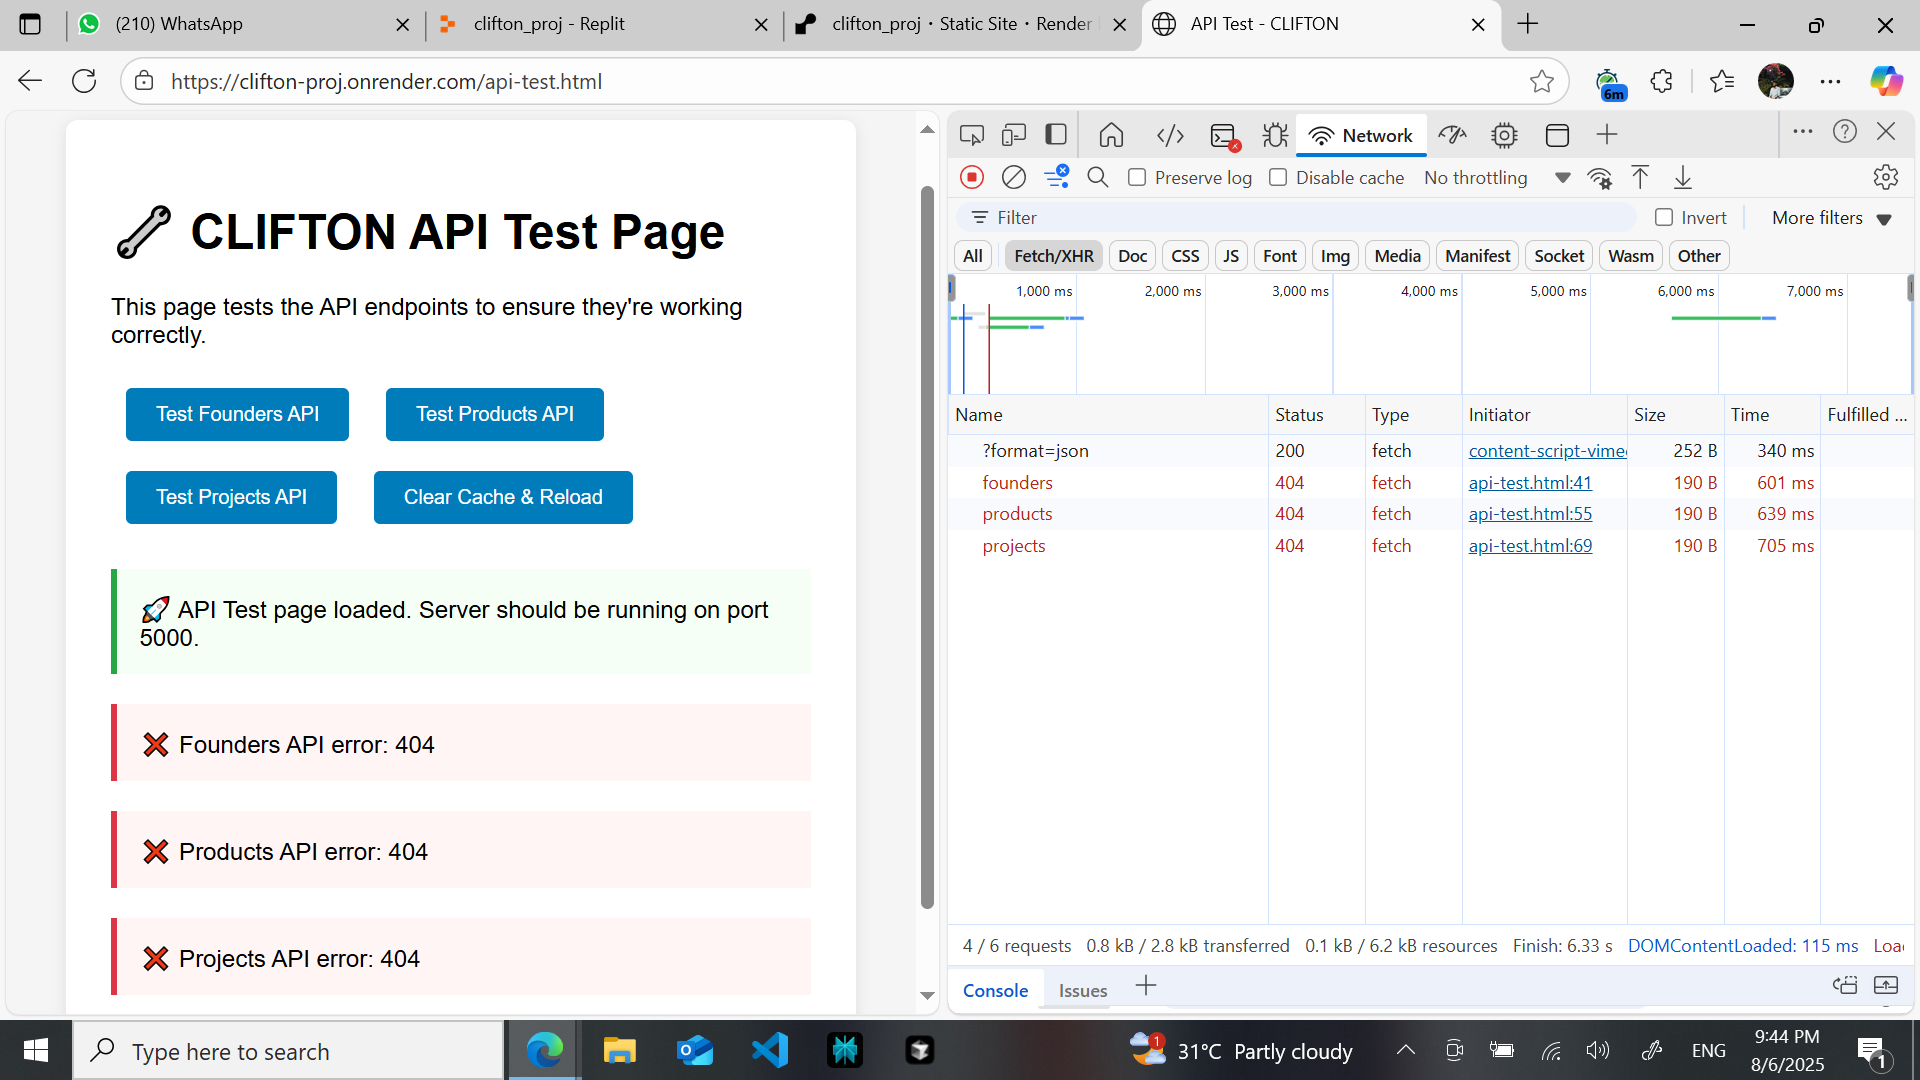 (210) WhatsApp
clifton_proj - Replit
clifton_proj · Static Site · Render
API Test - CLIFTON
https://clifton-proj.onrender.com/api-test.html
6m
CLIFTON API Test Page
This page tests the API endpoints to ensure they're working
correctly.
Test Founders API
Test Products API
Test Projects API
Clear Cache & Reload
🚀 API Test page loaded. Server should be running on port
5000.
❌ Founders API error: 404
❌ Products API error: 404
❌ Projects API error: 404
Network
Preserve log
Disable cache
No throttling
Filter
Invert
More filters
All
Fetch/XHR
Doc
CSS
JS
Font
Img
Media
Manifest
Socket
Wasm
Other
1,000 ms
2,000 ms
3,000 ms
4,000 ms
5,000 ms
6,000 ms
7,000 ms
Name Status Type Initiator Size Time Fulfilled ...
?format=json 200 fetch content-script-vime 252 B 340 ms
founders 404 fetch api-test.html:41 190 B 601 ms
products 404 fetch api-test.html:55 190 B 639 ms
projects 404 fetch api-test.html:69 190 B 705 ms
4 / 6 requests 0.8 kB / 2.8 kB transferred 0.1 kB / 6.2 kB resources Finish: 6.33 s DOMContentLoaded: 115 ms Loa
Console
Issues
Type here to search
1
31°C Partly cloudy
ENG
9:44 PM
8/6/2025
1